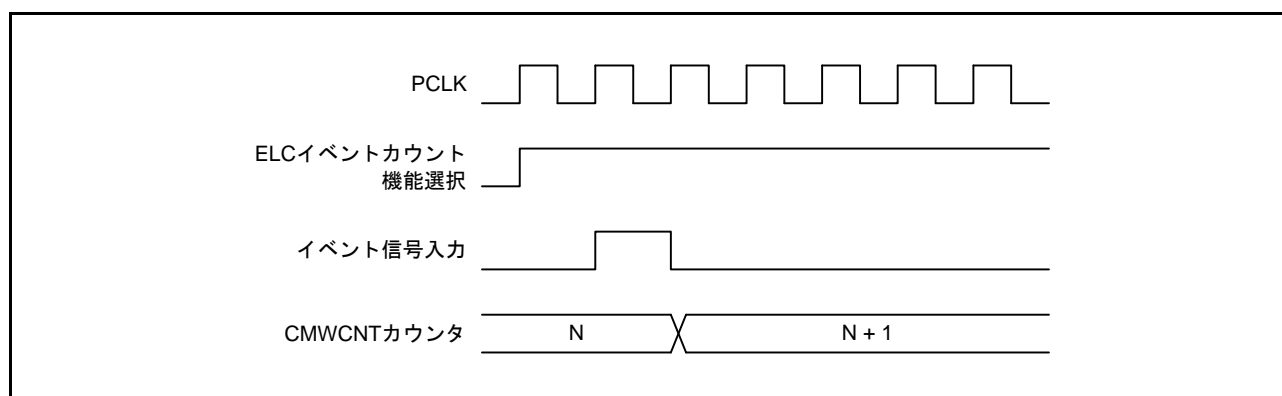 PCLK
ELCイベントカウント
機能選択
イベント信号入力
CMWCNTカウンタ
N
N + 1